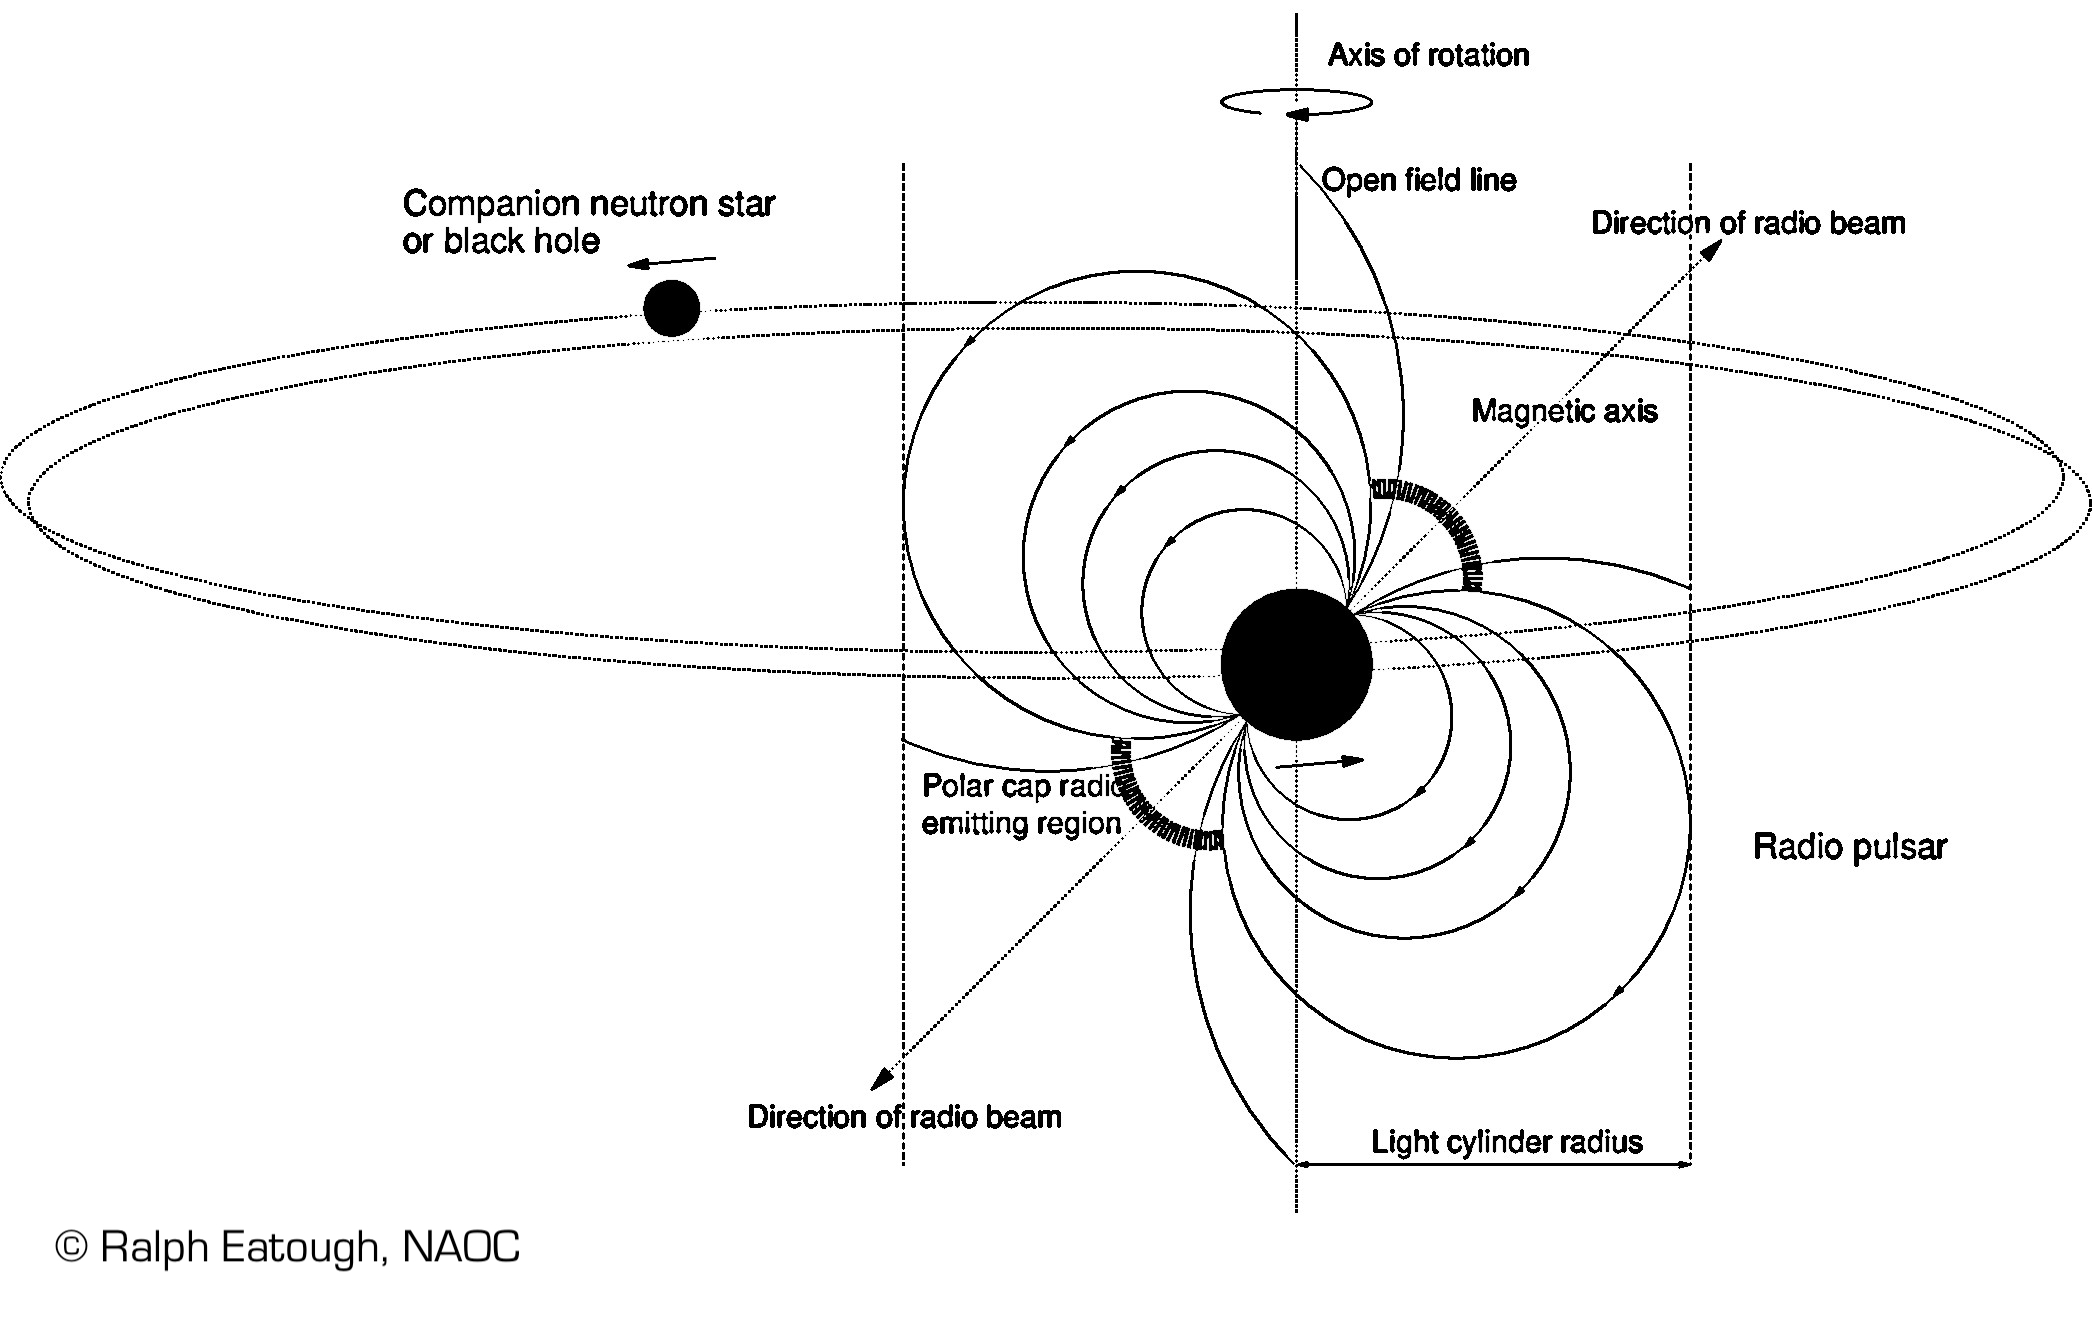 Axis of rotation
Open field line
Companion neutron star
or black hole
Direction of radio beam
Magnetic axis
Polar cap radio
emitting region
Radio pulsar
Direction of radio beam
Light cylinder radius
© Ralph Eatough, NAOC